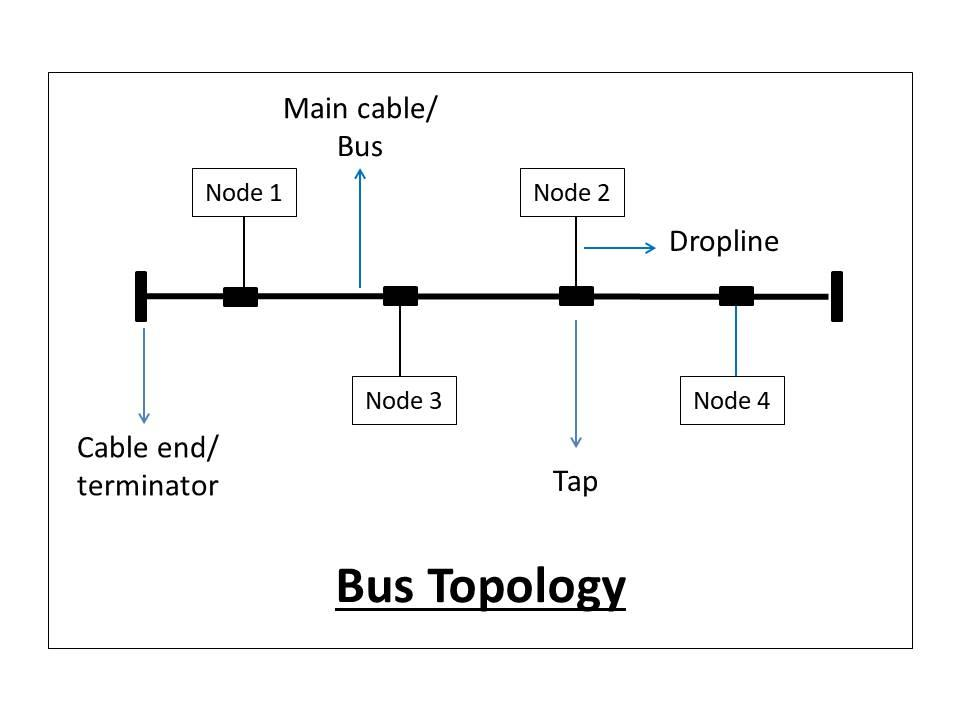 Main cable/
Bus
Node 1
Node 2
Dropline
Node 3
Node 4
Cable end/
terminator
Tap
Bus Topology